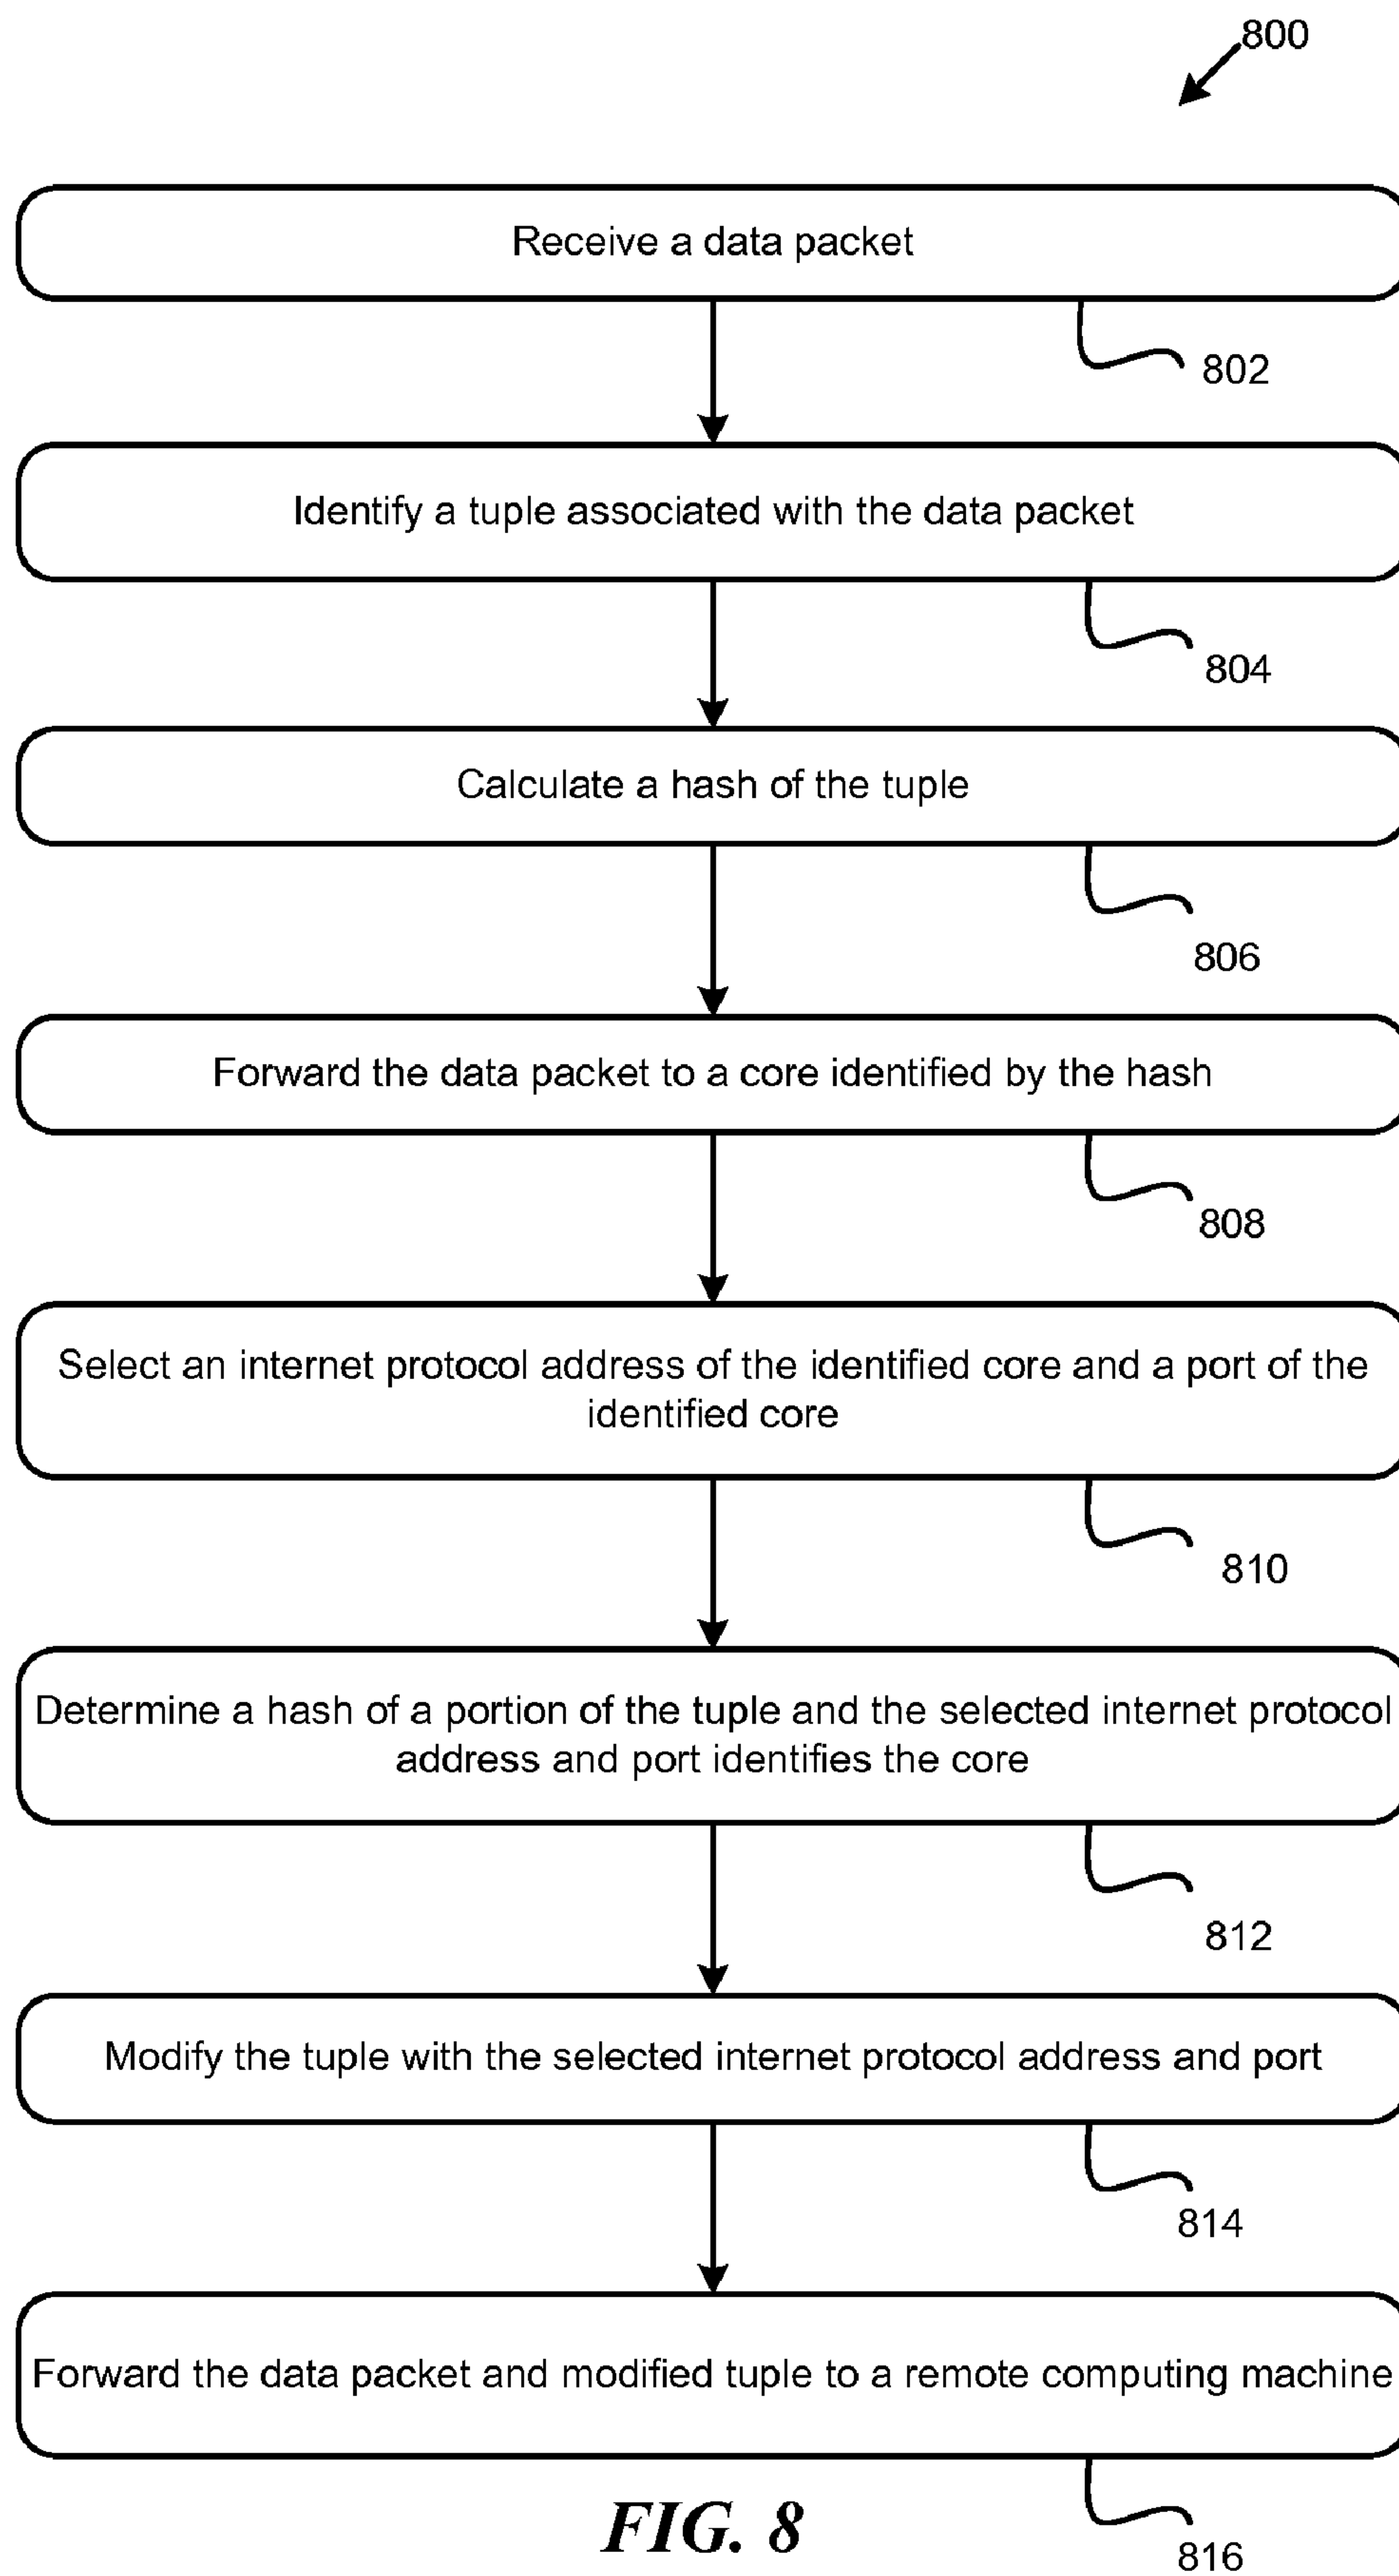 800
Receive a data packet
802
Identify a tuple associated with the data packet
804
Calculate a hash of the tuple
806
Forward the data packet to a core identified by the hash
808
Select an internet protocol address of the identified core and a port of the
identified core
810
Determine a hash of a portion of the tuple and the selected internet protocol
address and port identifies the core
812
Modify the tuple with the selected internet protocol address and port
814
Forward the data packet and modified tuple to a remote computing machine
816
FIG. 8